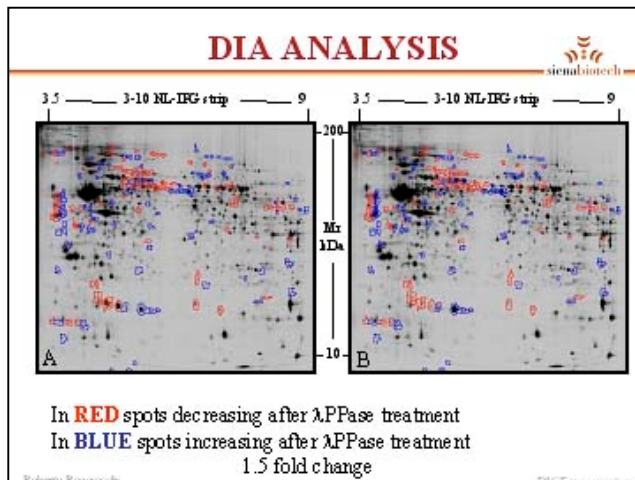 DIA ANALYSIS
sienabiotech
3.5 3-10 NL-IPG strip 9
3.5 3-10 NL-IPG strip 9
200
Mr
kDa
10
A
B
In RED spots decreasing after λPPase treatment
In BLUE spots increasing after λPPase treatment
1.5 fold change